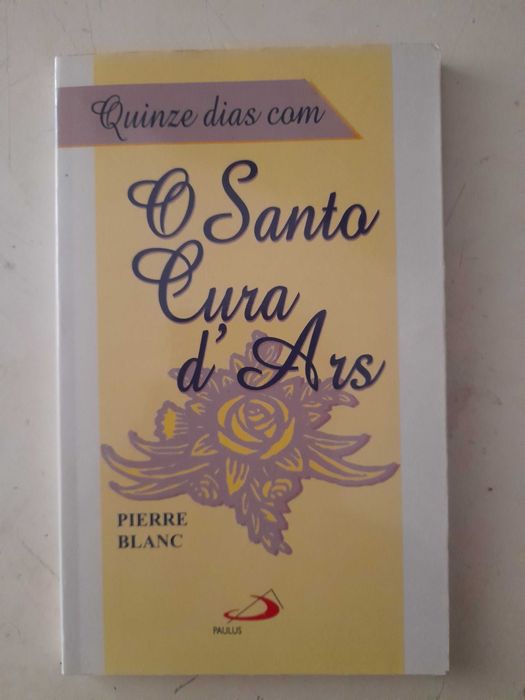 Quinze dias com
O Santo
Cura
d' Ars
PIERRE
BLANC
PAULUS